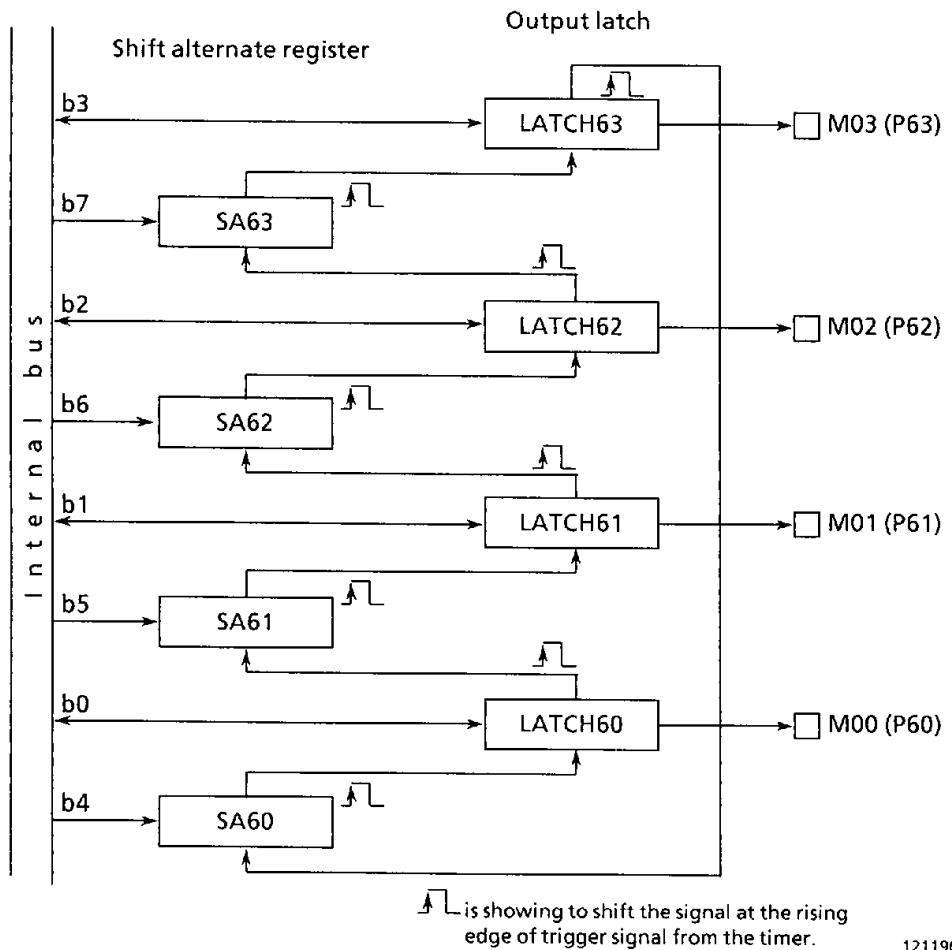 Output latch
Shift alternate register
b3
LATCH63
M03 (P63)
b7
SA63
b2
LATCH62
M02 (P62)
b6
SA62
Internal bus
b1
LATCH61
M01 (P61)
b5
SA61
b0
LATCH60
M00 (P60)
b4
SA60
is showing to shift the signal at the rising
edge of trigger signal from the timer.